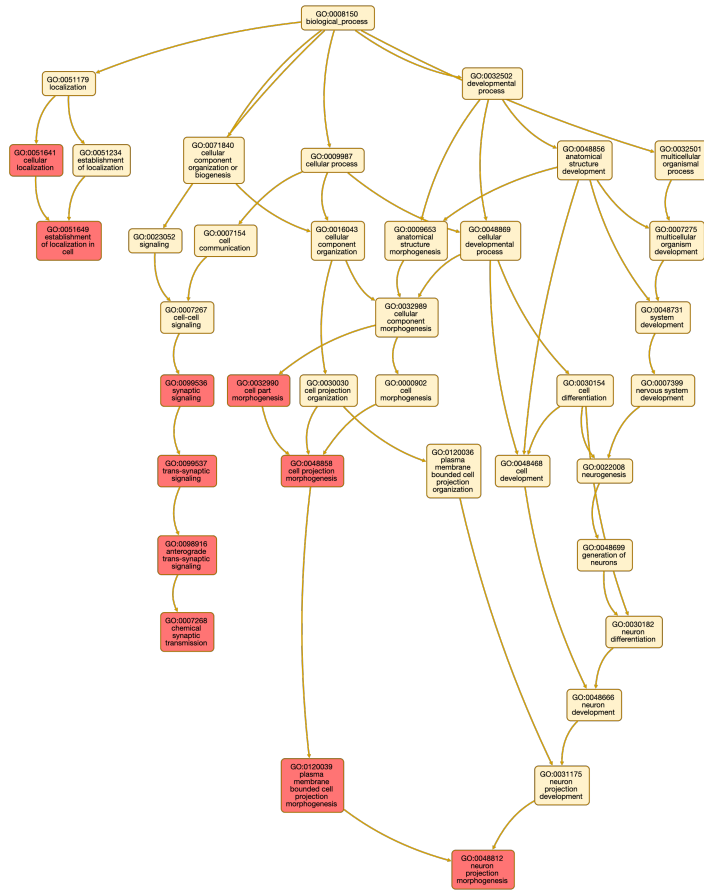 GO:0008150
biological_process
GO:0051179
localization
GO:0032502
developmental
process
GO:0051641
cellular
localization
GO:0051234
establishment
of localization
GO:0071840
cellular
component
organization or
biogenesis
GO:0009987
cellular process
GO:0048856
anatomical
structure
development
GO:0032501
multicellular
organismal
process
GO:0051649
establishment
of localization in
cell
GO:0023052
signaling
GO:0007154
cell
communication
GO:0016043
cellular
component
organization
GO:0009653
anatomical
structure
morphogenesis
GO:0048869
cellular
developmental
process
GO:0007275
multicellular
organism
development
GO:0007267
cell-cell
signaling
GO:0032989
cellular
component
morphogenesis
GO:0048731
system
development
GO:0099536
synaptic
signaling
GO:0032990
cell part
morphogenesis
GO:0030030
cell projection
organization
GO:0000902
cell
morphogenesis
GO:0030154
cell
differentiation
GO:0007399
nervous system
development
GO:0099537
trans-synaptic
signaling
GO:0048858
cell projection
morphogenesis
GO:0120036
plasma
membrane
bounded cell
projection
organization
GO:0048468
cell
development
GO:0022008
neurogenesis
GO:0098916
anterograde
trans-synaptic
signaling
GO:0048699
generation of
neurons
GO:0007268
chemical
synaptic
transmission
GO:0030182
neuron
differentiation
GO:0048666
neuron
development
GO:0120039
plasma
membrane
bounded cell
projection
morphogenesis
GO:0031175
neuron
projection
development
GO:0048812
neuron
projection
morphogenesis